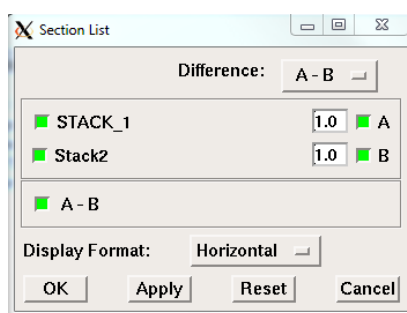 Section List
Difference: A - B
STACK_1 1.0 A
Stack2 1.0 B
A - B
Display Format: Horizontal
OK Apply Reset Cancel